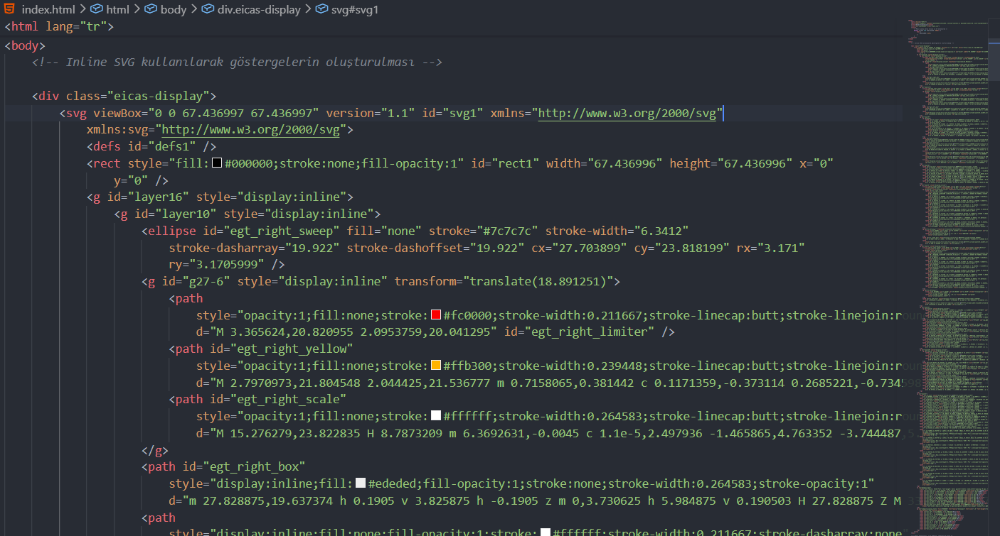 index.html > html > body > div.eicas-display > svg#svg1
<html lang="tr">
<body>
<!-- Inline SVG kullanılarak göstergelerin oluşturulması -->
<div class="eicas-display">
<svg viewBox="0 0 67.436997 67.436997" version="1.1" id="svg1" xmlns="http://www.w3.org/2000/svg"
xmlns:svg="http://www.w3.org/2000/svg">
<defs id="defs1" />
<rect style="fill:#000000;stroke:none;fill-opacity:1" id="rect1" width="67.436996" height="67.436996" x="0"
y="0" />
<g id="layer16" style="display:inline">
<g id="layer10" style="display:inline">
<ellipse id="egt_right_sweep" fill="none" stroke="#7c7c7c" stroke-width="6.3412"
stroke-dasharray="19.922" stroke-dashoffset="19.922" cx="27.703899" cy="23.818199" rx="3.171"
ry="3.1705999" />
<g id="g27-6" style="display:inline" transform="translate(18.891251)">
<path
style="opacity:1;fill:none;stroke:#fc0000;stroke-width:0.211667;stroke-linecap:butt;stroke-linejoin:roun
d="M 3.365624,20.820955 2.0953759,20.041295" id="egt_right_limiter" />
<path id="egt_right_yellow"
style="opacity:1;fill:none;stroke:#ffb300;stroke-width:0.239448;stroke-linecap:butt;stroke-linejoin:roun
d="M 2.7970973,21.804548 2.044425,21.536777 m 0.7158065,0.381442 c 0.1171359,-0.373114 0.2685221,-0.734598
<path id="egt_right_scale"
style="opacity:1;fill:none;stroke:#ffffff;stroke-width:0.264583;stroke-linecap:butt;stroke-linejoin:roun
d="M 15.276279,23.822835 H 8.7873209 m 6.3692631,-0.0045 c 1.1e-5,2.497936 -1.465865,4.763352 -3.744487,5
</g>
<path id="egt_right_box"
style="display:inline;fill:#ededed;fill-opacity:1;stroke:none;stroke-width:0.264583;stroke-opacity:1"
d="m 27.828875,19.637374 h 0.1905 v 3.825875 h -0.1905 z m 0,3.730625 h 5.984875 v 0.190503 H 27.828875 Z M
<path
style="display:inline;fill:none;fill-opacity:1;stroke:#ffffff;stroke-width:0.211667;stroke-dasharray:none